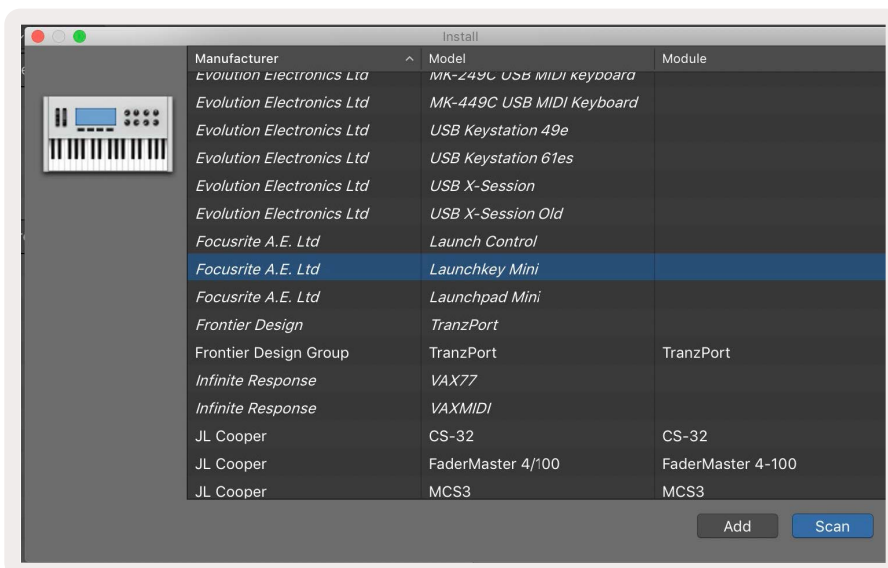 Install
Manufacturer Model Module
Evolution Electronics Ltd MK-249C USB MIDI keyboard
Evolution Electronics Ltd MK-449C USB MIDI Keyboard
Evolution Electronics Ltd USB Keystation 49e
Evolution Electronics Ltd USB Keystation 61es
Evolution Electronics Ltd USB X-Session
Evolution Electronics Ltd USB X-Session Old
Focusrite A.E. Ltd Launch Control
Focusrite A.E. Ltd Launchkey Mini
Focusrite A.E. Ltd Launchpad Mini
Frontier Design TranzPort
Frontier Design Group TranzPort TranzPort
Infinite Response VAX77
Infinite Response VAXMIDI
JL Cooper CS-32 CS-32
JL Cooper FaderMaster 4/100 FaderMaster 4-100
JL Cooper MCS3 MCS3
Add Scan